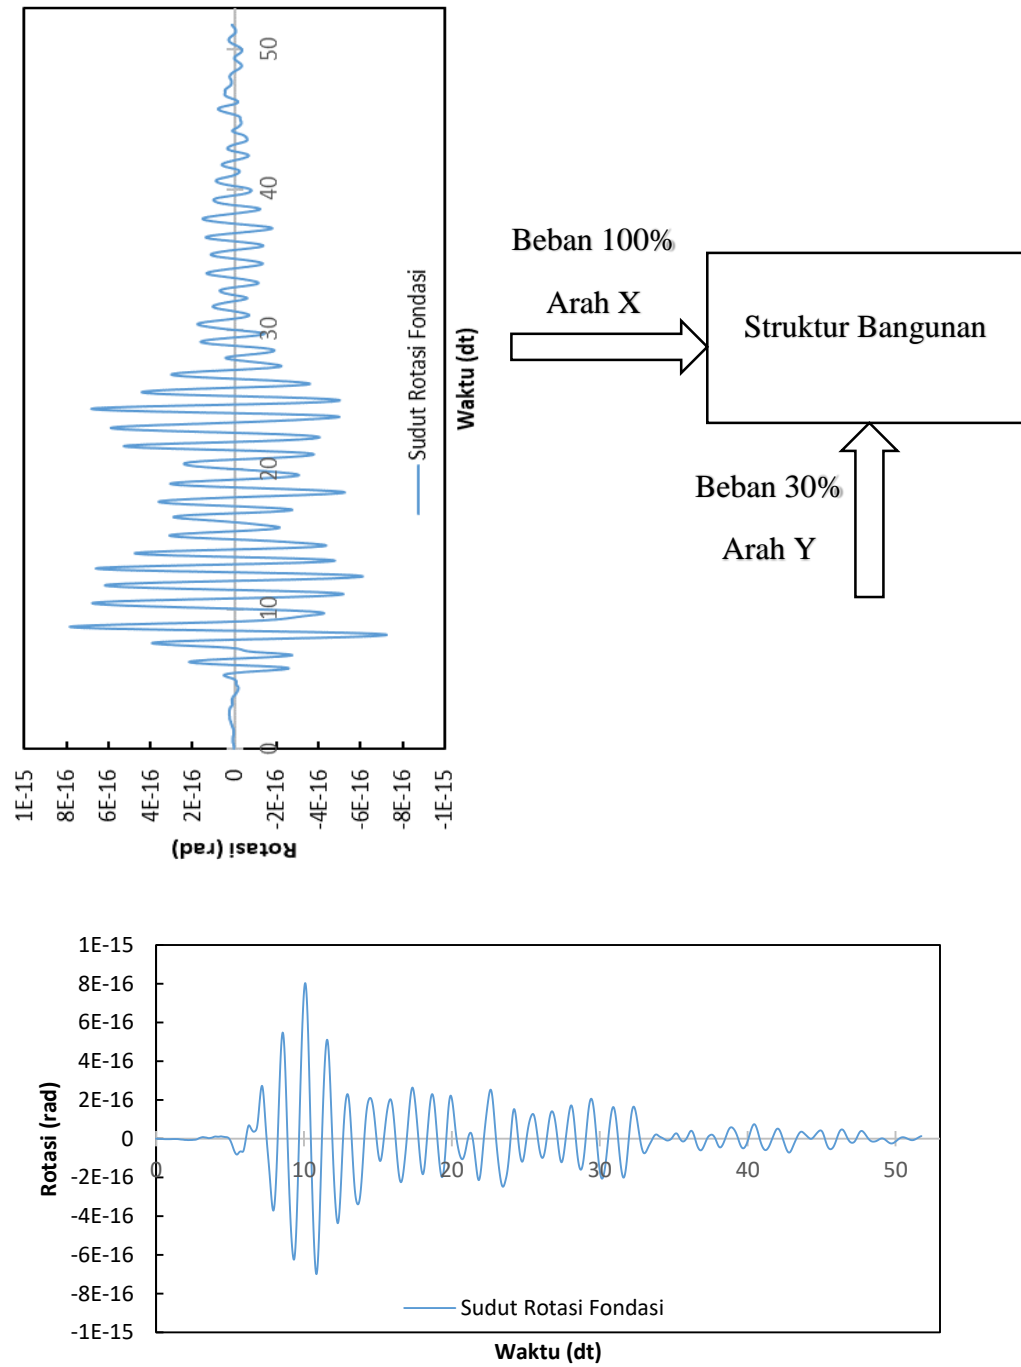 1E-15
8E-16
6E-16
4E-16
2E-16
0
-2E-16
-4E-16
-6E-16
-8E-16
-1E-15
Rotasi (rad)
0
10
20
30
40
50
Waktu (dt)
Sudut Rotasi Fondasi
Beban 100%
Arah X
Struktur Bangunan
Beban 30%
Arah Y
1E-15
8E-16
6E-16
4E-16
2E-16
0
-2E-16
-4E-16
-6E-16
-8E-16
-1E-15
Rotasi (rad)
0 10 20 30 40 50
Sudut Rotasi Fondasi
Waktu (dt)